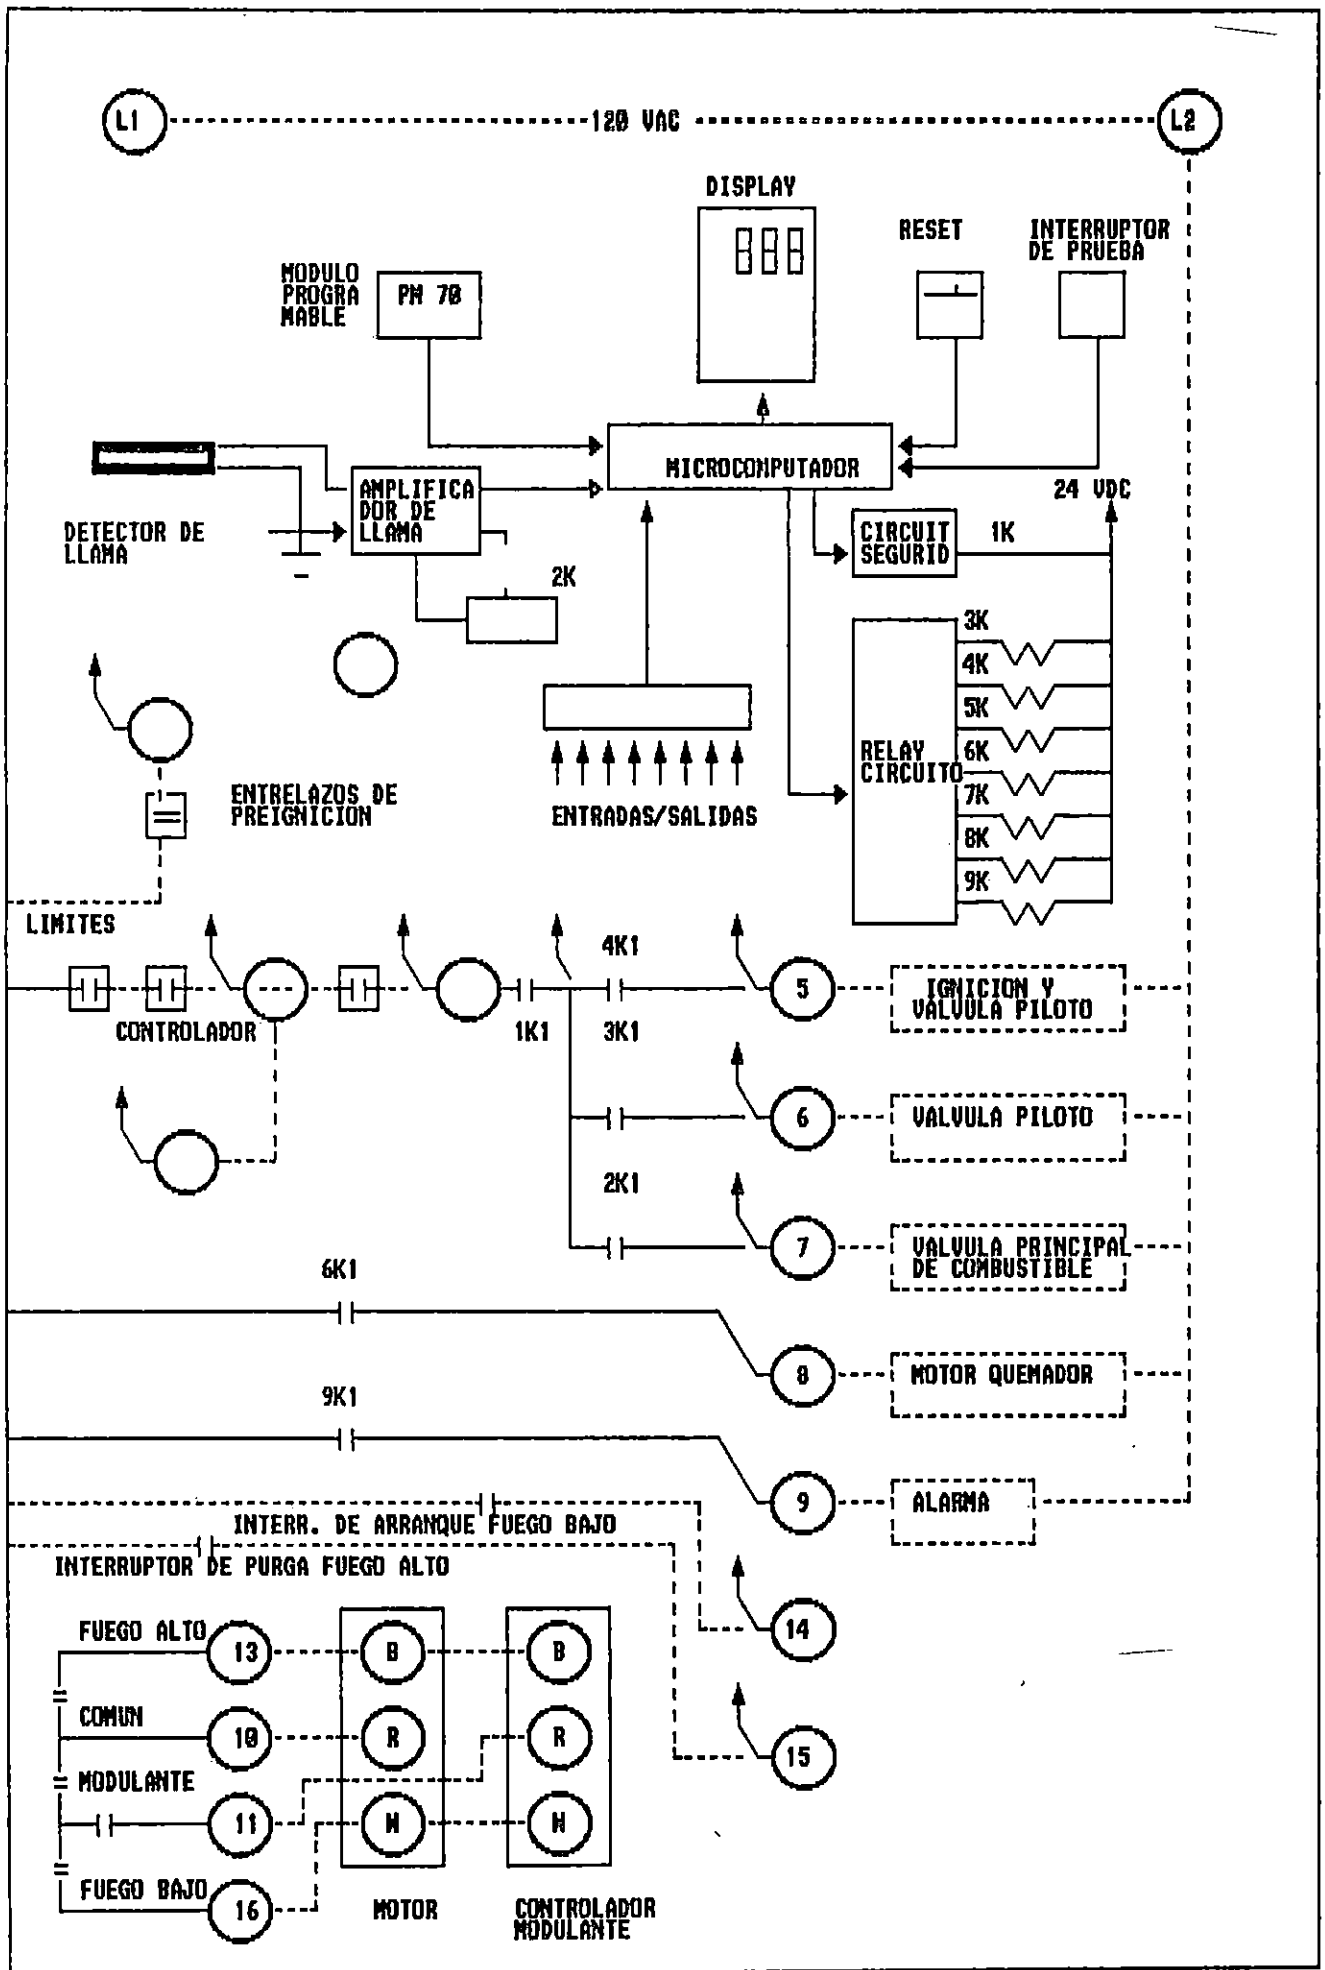 L1
120 VAC
L2
DISPLAY
RESET
INTERRUPTOR
DE PRUEBA
MODULO
PROGRA
MABLE
PM 70
MICROCOMPUTADOR
24 VDC
AMPLIFICA
DOR DE
LLAMA
DETECTOR DE
LLAMA
CIRCUIT
SEGURID
1K
2K
3K
4K
5K
6K
7K
8K
9K
RELAY
CIRCUITO
ENTRELAZOS DE
PREIGNICION
ENTRADAS/SALIDAS
LIMITES
4K1
5
IGNICION Y
VALVULA PILOTO
CONTROLADOR
1K1
3K1
6
VALVULA PILOTO
2K1
7
VALVULA PRINCIPAL
DE COMBUSTIBLE
6K1
8
MOTOR QUEMADOR
9K1
9
ALARMA
INTERR. DE ARRANQUE FUEGO BAJO
INTERRUPTOR DE PURGA FUEGO ALTO
14
FUEGO ALTO
13
B
B
COMUN
10
R
R
15
MODULANTE
11
W
W
FUEGO BAJO
16
MOTOR
CONTROLADOR
MODULANTE